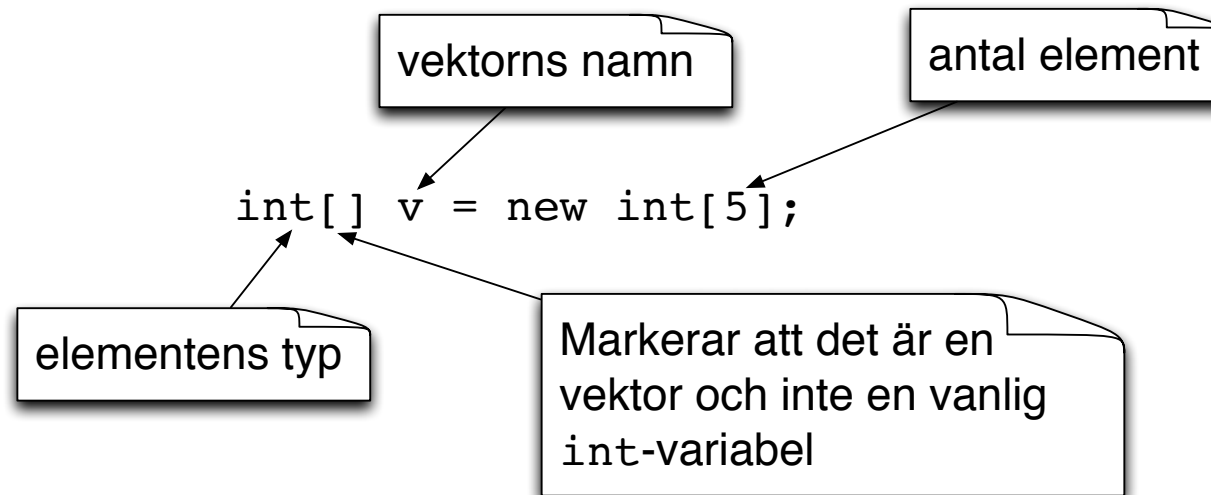 vektorns namn
antal element
int[] v = new int[5];
elementens typ
Markerar att det är en
vektor och inte en vanlig
int-variabel